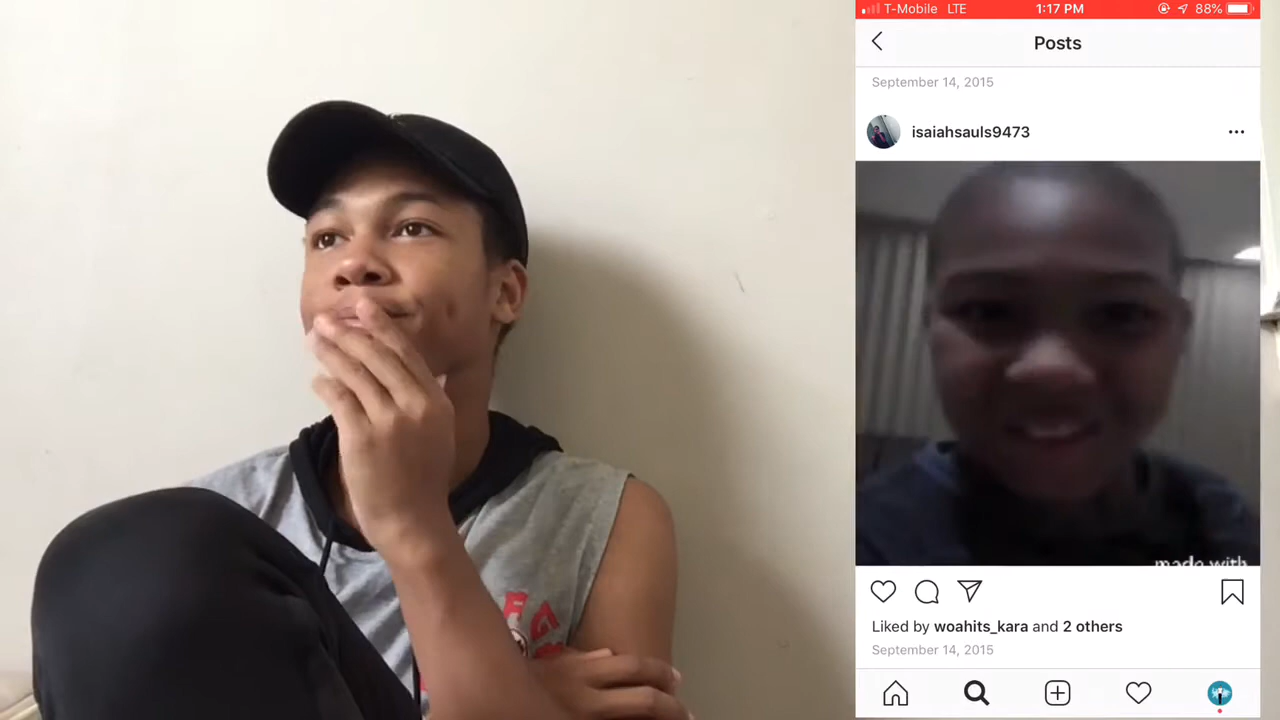 T-Mobile LTE 1:17 PM 88%
Posts
September 14, 2015
isaiahsauls9473
made with
Liked by woahits_kara and 2 others
September 14, 2015